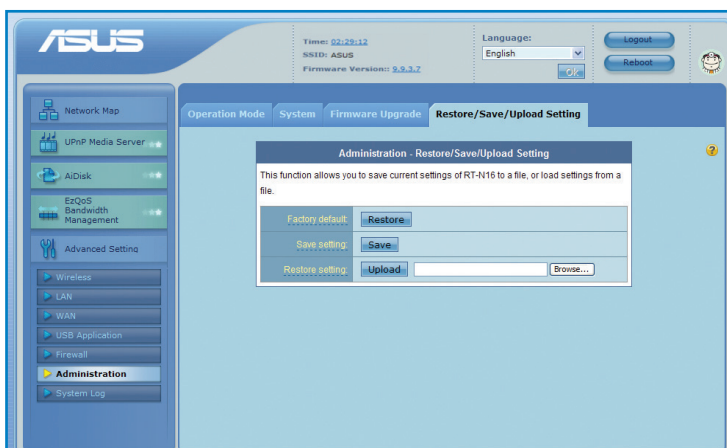 ASUS
Time: 02:29:12
SSID: ASUS
Firmware Version:: 9.9.3.7
Language:
English
Ok
Logout
Reboot
Network Map
UPnP Media Server
AiDisk
EzQoS
Bandwidth
Management
Advanced Setting
Wireless
LAN
WAN
USB Application
Firewall
Administration
System Log
Operation Mode
System
Firmware Upgrade
Restore/Save/Upload Setting
Administration - Restore/Save/Upload Setting
This function allows you to save current settings of RT-N16 to a file, or load settings from a
file.
Factory default: Restore
Save setting: Save
Restore setting: Upload Browse...